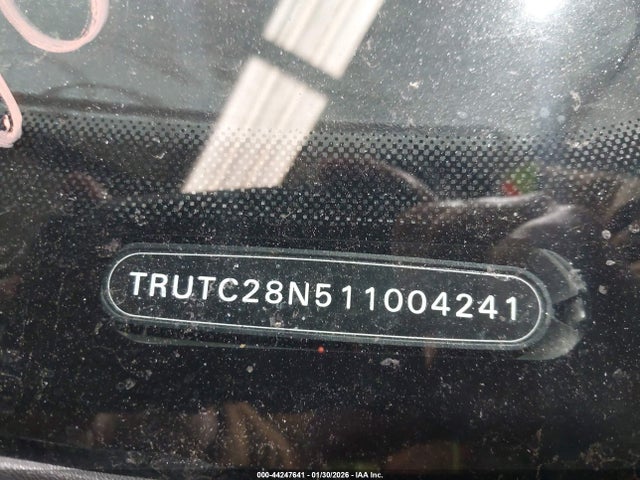 TRUTC28N511004241
000-44247641 - 01/30/2026 - IAA Inc.